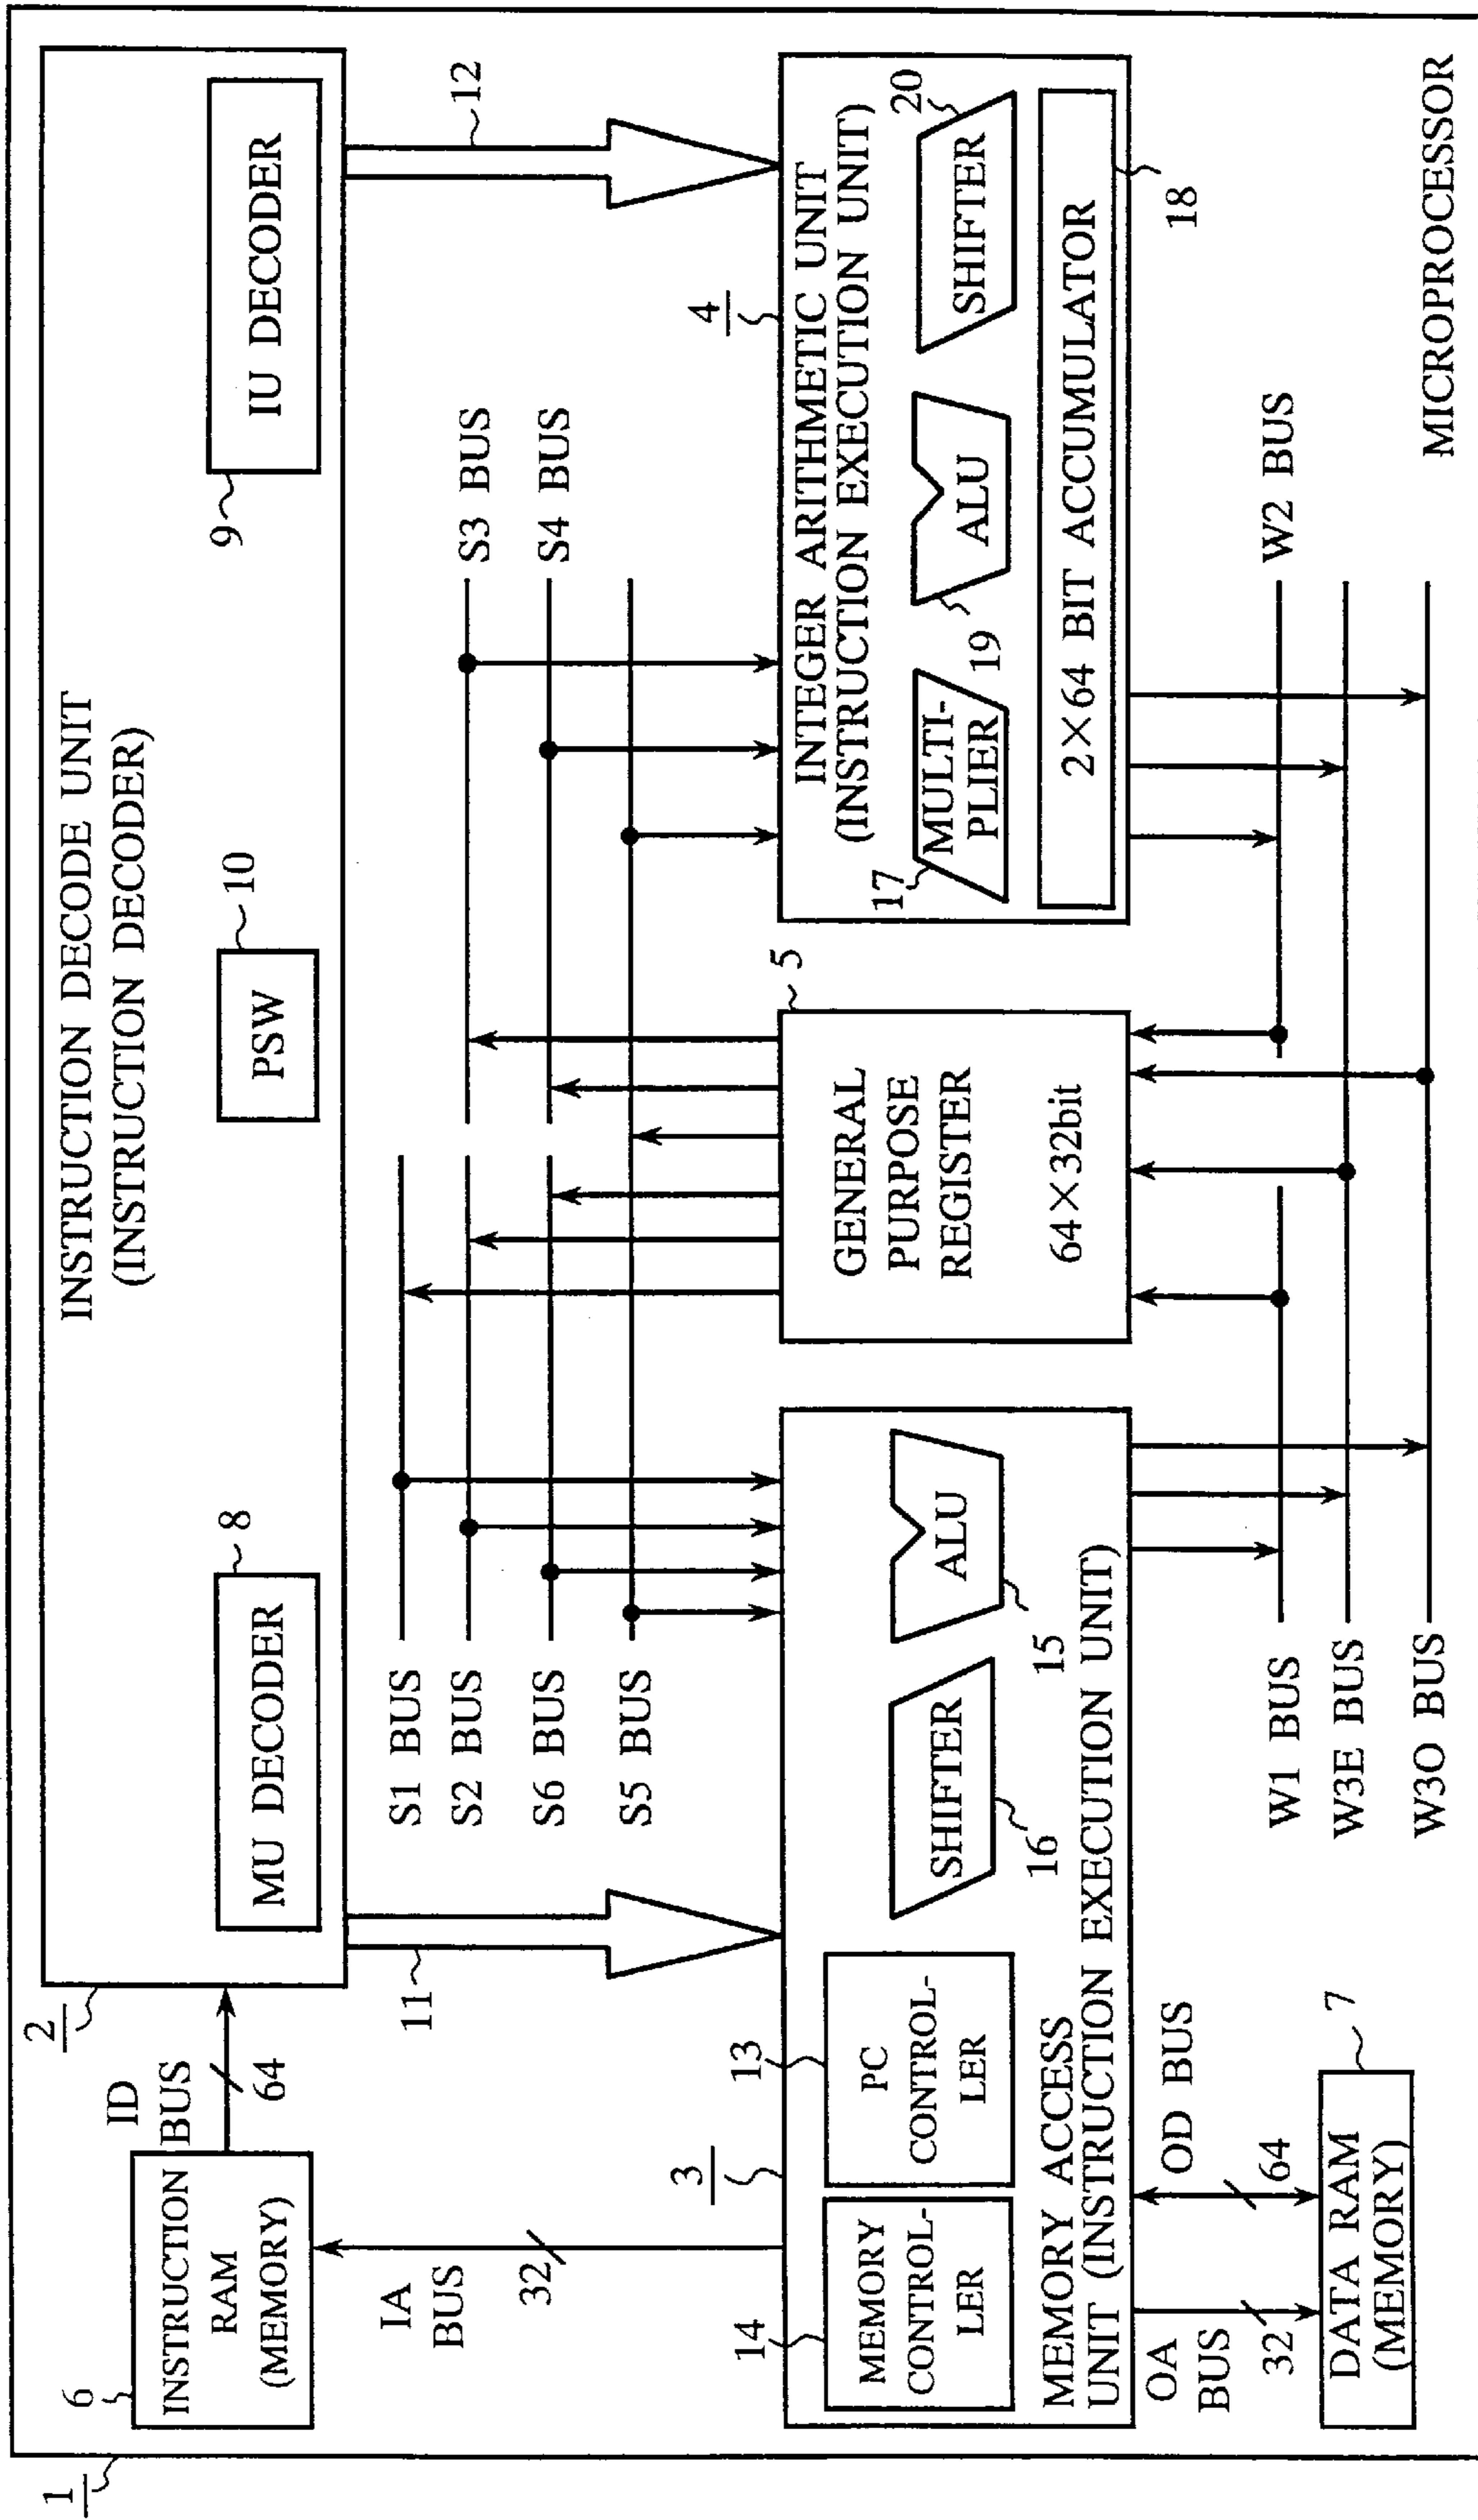 1
6
INSTRUCTION
RAM
(MEMORY)
ID
BUS
64
2
INSTRUCTION DECODE UNIT
(INSTRUCTION DECODER)
MU DECODER
8
PSW
10
9
IU DECODER
IA
BUS
32
11
12
S1 BUS
S2 BUS
S6 BUS
S5 BUS
S3 BUS
S4 BUS
3
14
MEMORY
CONTROL-
LER
13
PC
CONTROL-
LER
SHIFTER
16
ALU
15
MEMORY ACCESS
UNIT (INSTRUCTION EXECUTION UNIT)
5
GENERAL
PURPOSE
REGISTER
64×32bit
4
INTEGER ARITHMETIC UNIT
(INSTRUCTION EXECUTION UNIT)
17
MULTI-
PLIER
19
ALU
20
SHIFTER
2×64 BIT ACCUMULATOR
18
OA
BUS
32
OD BUS
64
7
DATA RAM
(MEMORY)
W1 BUS
W3E BUS
W3O BUS
W2 BUS
MICROPROCESSOR